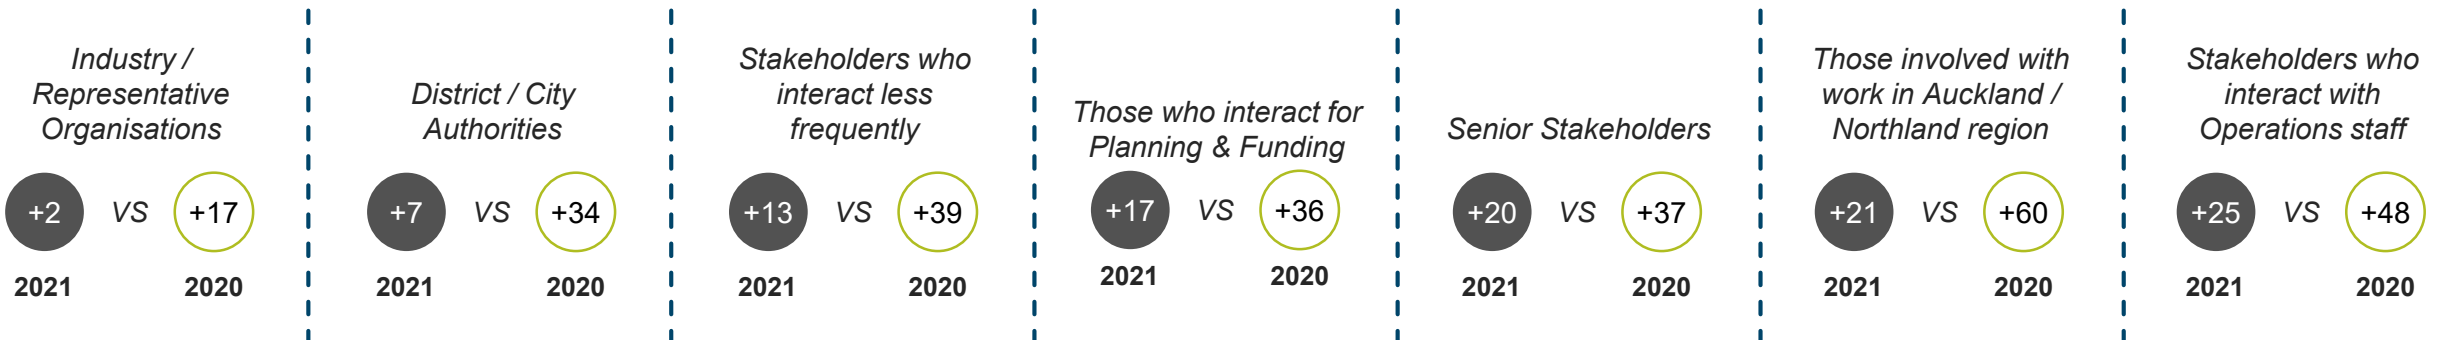 Industry /
Representative
Organisations
+2 VS +17
2021 2020
District / City
Authorities
+7 VS +34
2021 2020
Stakeholders who
interact less
frequently
+13 VS +39
2021 2020
Those who interact for
Planning & Funding
+17 VS +36
2021 2020
Senior Stakeholders
+20 VS +37
2021 2020
Those involved with
work in Auckland /
Northland region
+21 VS +60
2021 2020
Stakeholders who
interact with
Operations staff
+25 VS +48
2021 2020